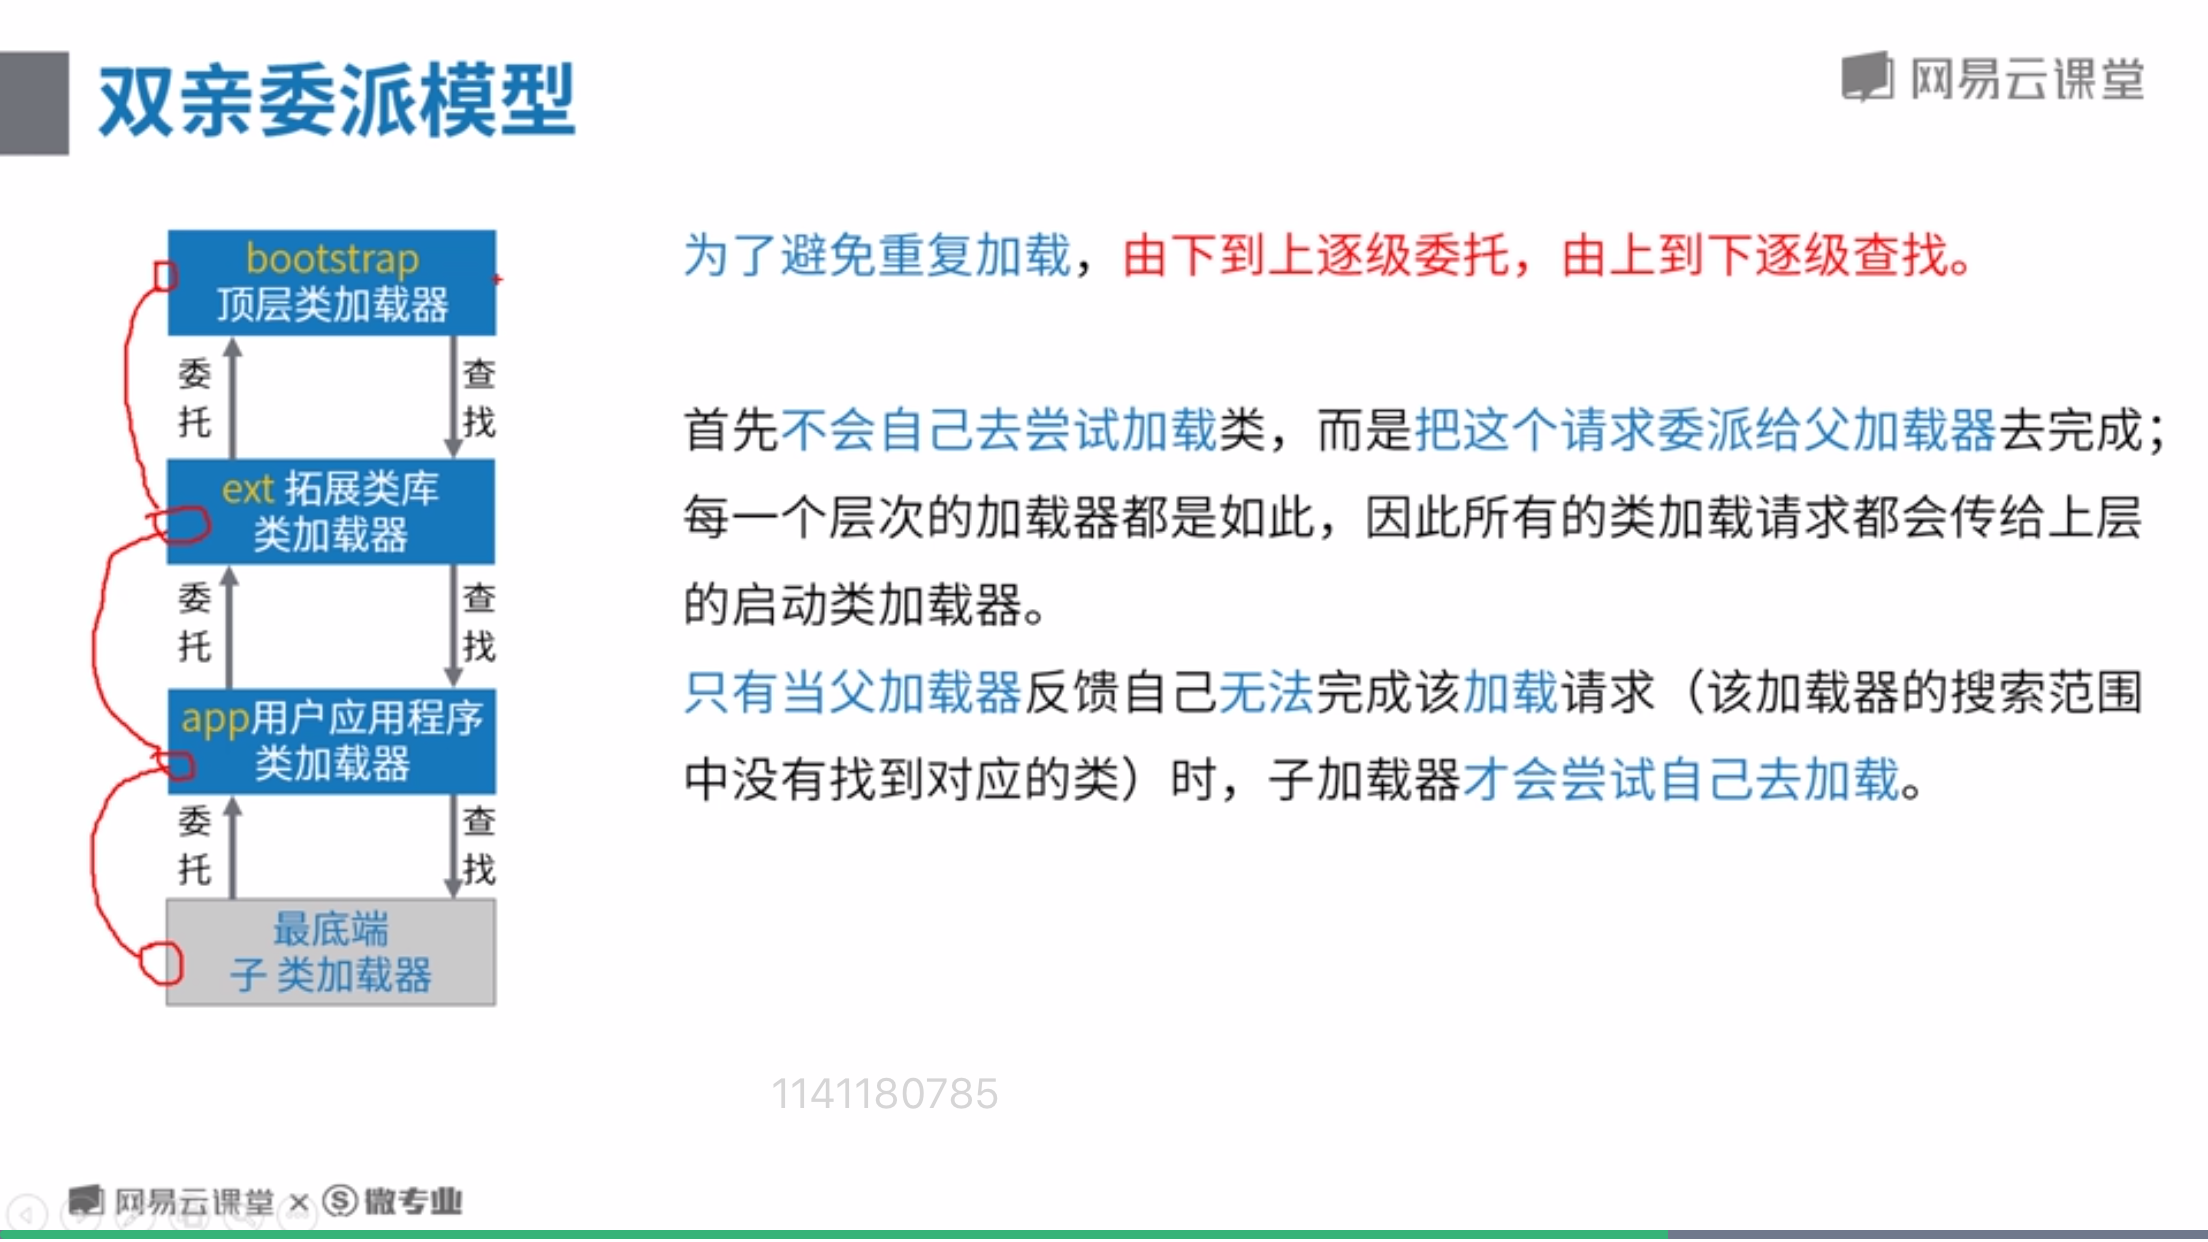 双亲委派模型
网易云课堂
bootstrap
顶层类加载器
委托
查找
ext 拓展类库
类加载器
委托
查找
app用户应用程序
类加载器
委托
查找
最底端
子 类加载器
为了避免重复加载，由下到上逐级委托，由上到下逐级查找。
首先不会自己去尝试加载类，而是把这个请求委派给父加载器去完成；
每一个层次的加载器都是如此，因此所有的类加载请求都会传给上层
的启动类加载器。
只有当父加载器反馈自己无法完成该加载请求（该加载器的搜索范围
中没有找到对应的类）时，子加载器才会尝试自己去加载。
1141180785
网易云课堂 × 微专业